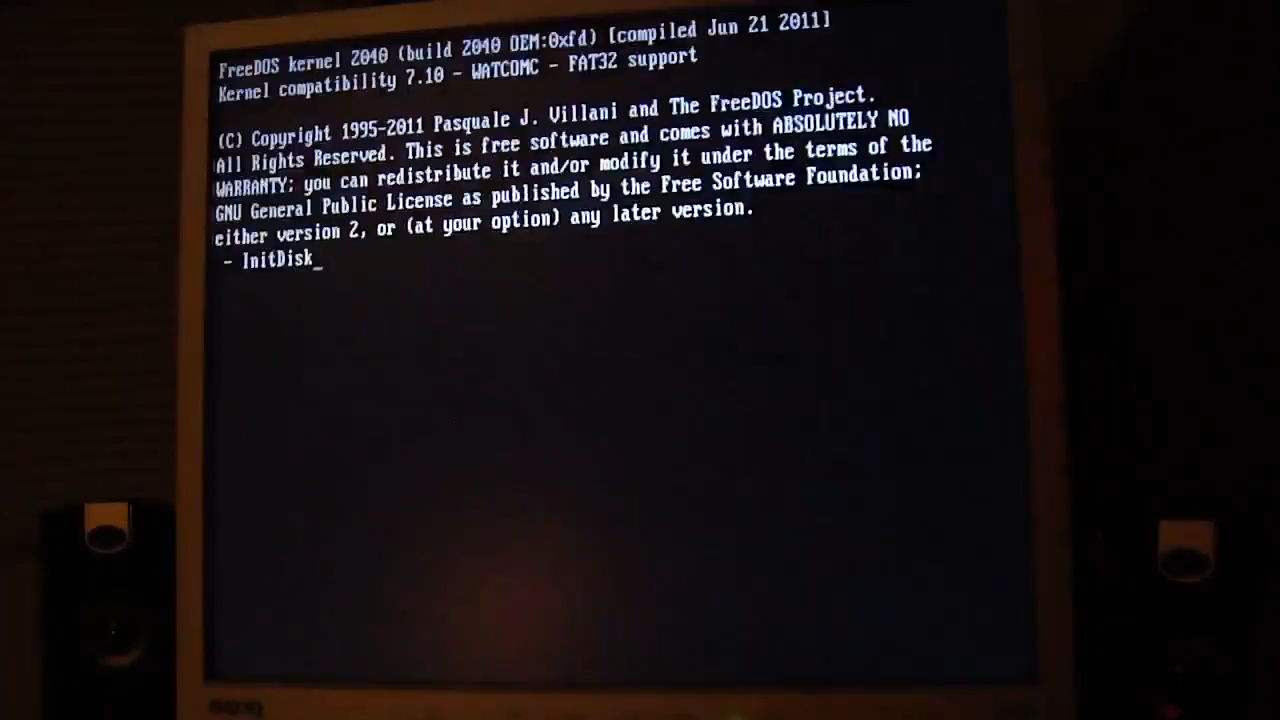 FreeDOS kernel 2040 (build 2040 OEM:0xfd) [compiled Jun 21 2011]
Kernel compatibility 7.10 - WATCOMC - FAT32 support
(C) Copyright 1995-2011 Pasquale J. Villani and The FreeDOS Project.
All Rights Reserved. This is free software and comes with ABSOLUTELY NO
WARRANTY; you can redistribute it and/or modify it under the terms of the
GNU General Public License as published by the Free Software Foundation;
either version 2, or (at your option) any later version.
- InitDisk_
BenQ